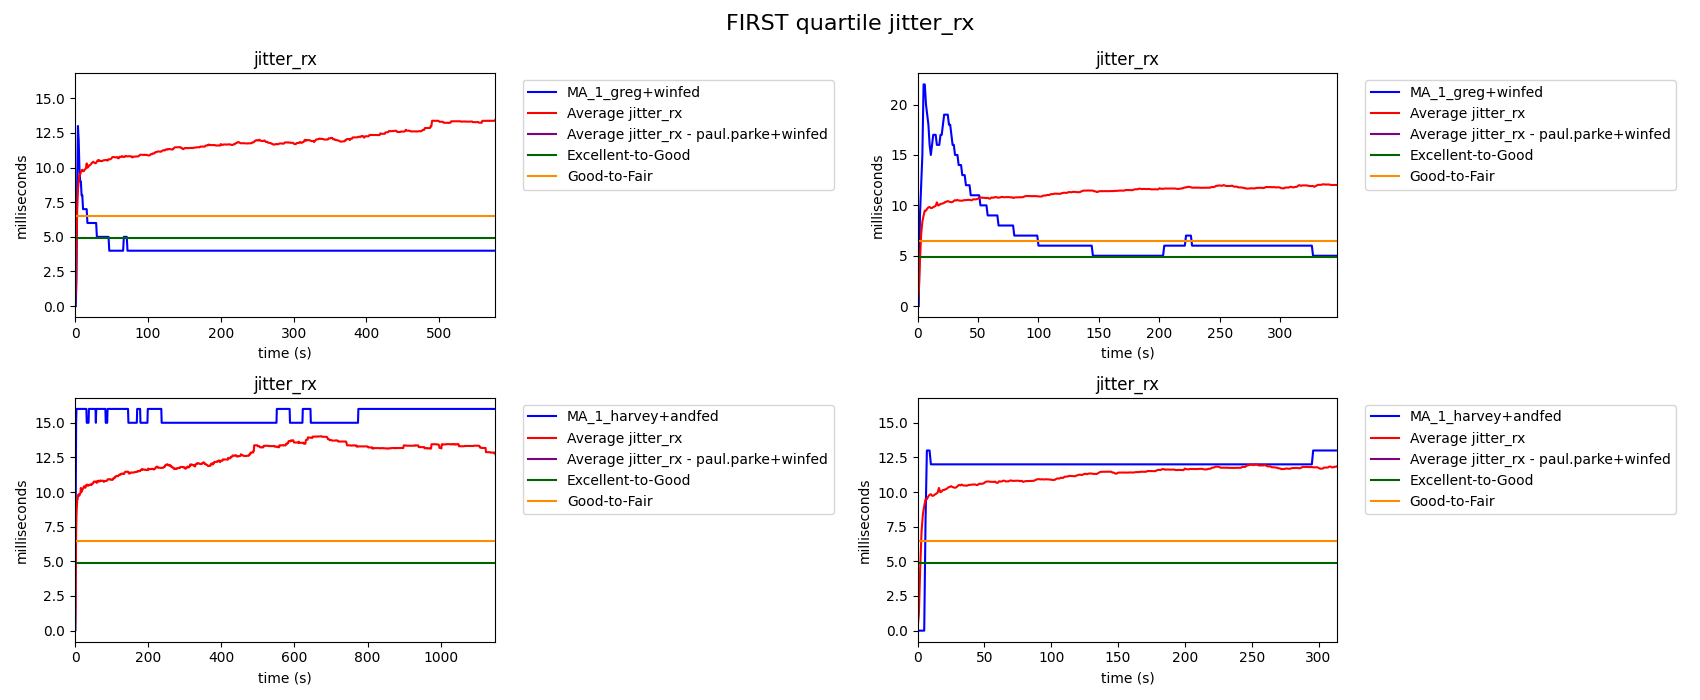 FIRST quartile jitter_rx
jitter_rx
milliseconds
15.0
12.5
10.0
7.5
5.0
2.5
0.0
0 100 200 300 400 500
time (s)
MA_1_greg+winfed
Average jitter_rx
Average jitter_rx - paul.parke+winfed
Excellent-to-Good
Good-to-Fair
jitter_rx
milliseconds
20
15
10
5
0
0 50 100 150 200 250 300
time (s)
MA_1_greg+winfed
Average jitter_rx
Average jitter_rx - paul.parke+winfed
Excellent-to-Good
Good-to-Fair
jitter_rx
milliseconds
15.0
12.5
10.0
7.5
5.0
2.5
0.0
0 200 400 600 800 1000
time (s)
MA_1_harvey+andfed
Average jitter_rx
Average jitter_rx - paul.parke+winfed
Excellent-to-Good
Good-to-Fair
jitter_rx
milliseconds
15.0
12.5
10.0
7.5
5.0
2.5
0.0
0 50 100 150 200 250 300
time (s)
MA_1_harvey+andfed
Average jitter_rx
Average jitter_rx - paul.parke+winfed
Excellent-to-Good
Good-to-Fair